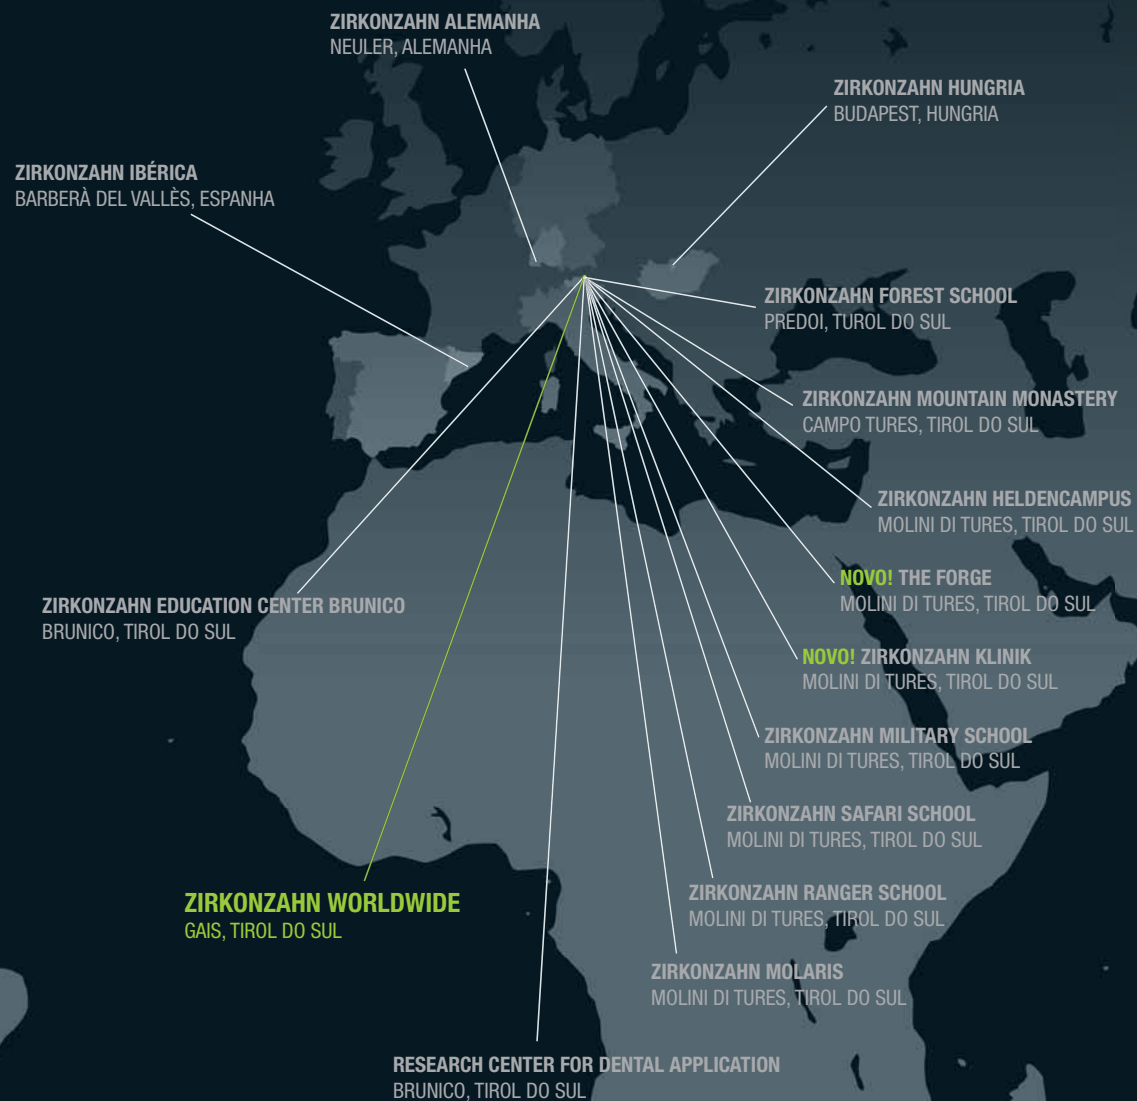 ZIRKONZAHN ALEMANHA
NEULER, ALEMANHA
ZIRKONZAHN HUNGRIA
BUDAPEST, HUNGRIA
ZIRKONZAHN IBÉRICA
BARBERÀ DEL VALLÈS, ESPANHA
ZIRKONZAHN FOREST SCHOOL
PREDOI, TUROL DO SUL
ZIRKONZAHN MOUNTAIN MONASTERY
CAMPO TURES, TIROL DO SUL
ZIRKONZAHN HELDENCAMPUS
MOLINI DI TURES, TIROL DO SUL
NOVO! THE FORGE
MOLINI DI TURES, TIROL DO SUL
ZIRKONZAHN EDUCATION CENTER BRUNICO
BRUNICO, TIROL DO SUL
NOVO! ZIRKONZAHN KLINIK
MOLINI DI TURES, TIROL DO SUL
ZIRKONZAHN MILITARY SCHOOL
MOLINI DI TURES, TIROL DO SUL
ZIRKONZAHN SAFARI SCHOOL
MOLINI DI TURES, TIROL DO SUL
ZIRKONZAHN RANGER SCHOOL
MOLINI DI TURES, TIROL DO SUL
ZIRKONZAHN WORLDWIDE
GAIS, TIROL DO SUL
ZIRKONZAHN MOLARIS
MOLINI DI TURES, TIROL DO SUL
RESEARCH CENTER FOR DENTAL APPLICATION
BRUNICO, TIROL DO SUL